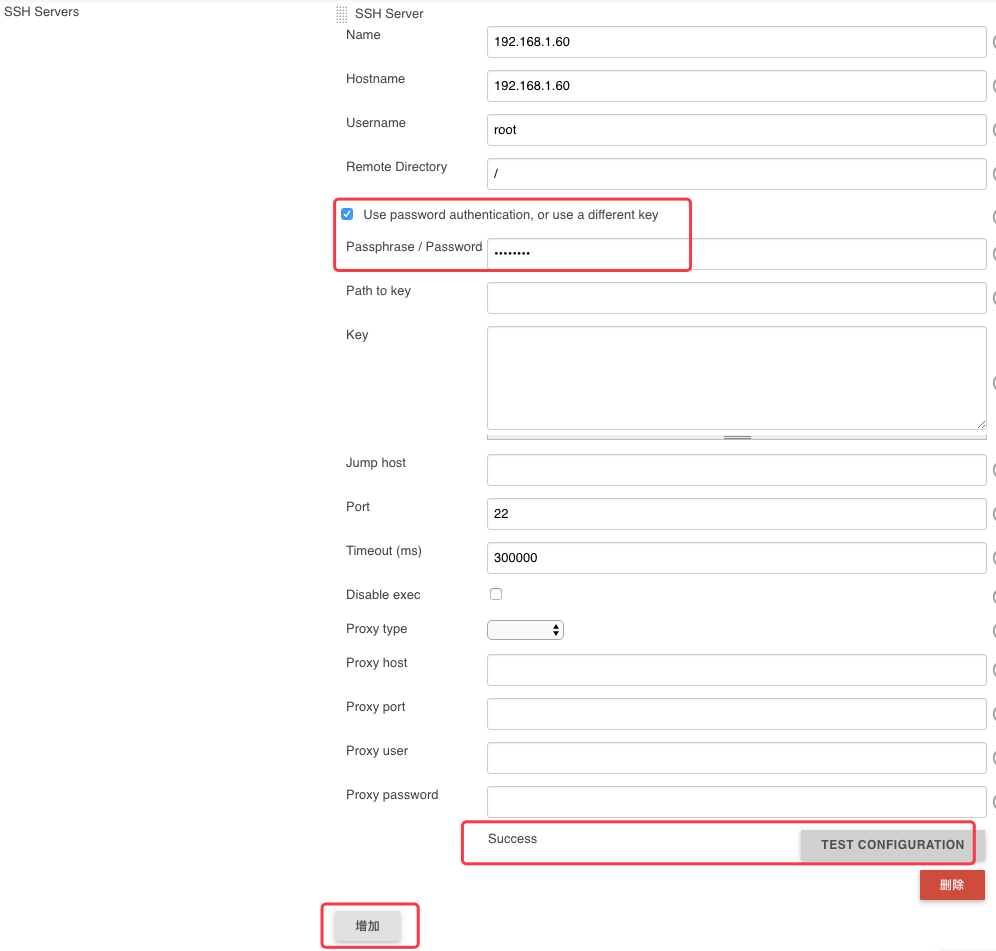 SSH Servers
SSH Server
Name
192.168.1.60
Hostname
192.168.1.60
Username
root
Remote Directory
/
Use password authentication, or use a different key
Passphrase / Password
••••••••
Path to key
Key
Jump host
Port
22
Timeout (ms)
300000
Disable exec
Proxy type
Proxy host
Proxy port
Proxy user
Proxy password
Success
TEST CONFIGURATION
删除
增加